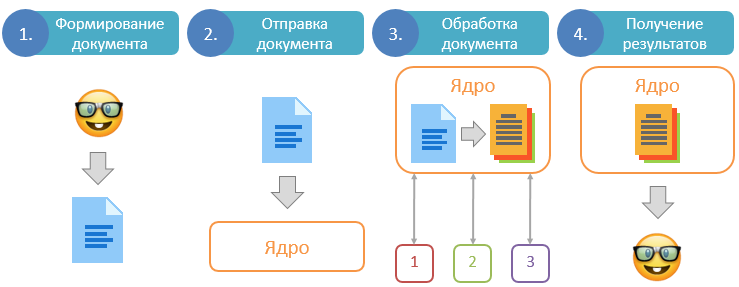 1.
Формирование
документа
2.
Отправка
документа
Ядро
3.
Обработка
документа
Ядро
1
2
3
4.
Получение
результатов
Ядро